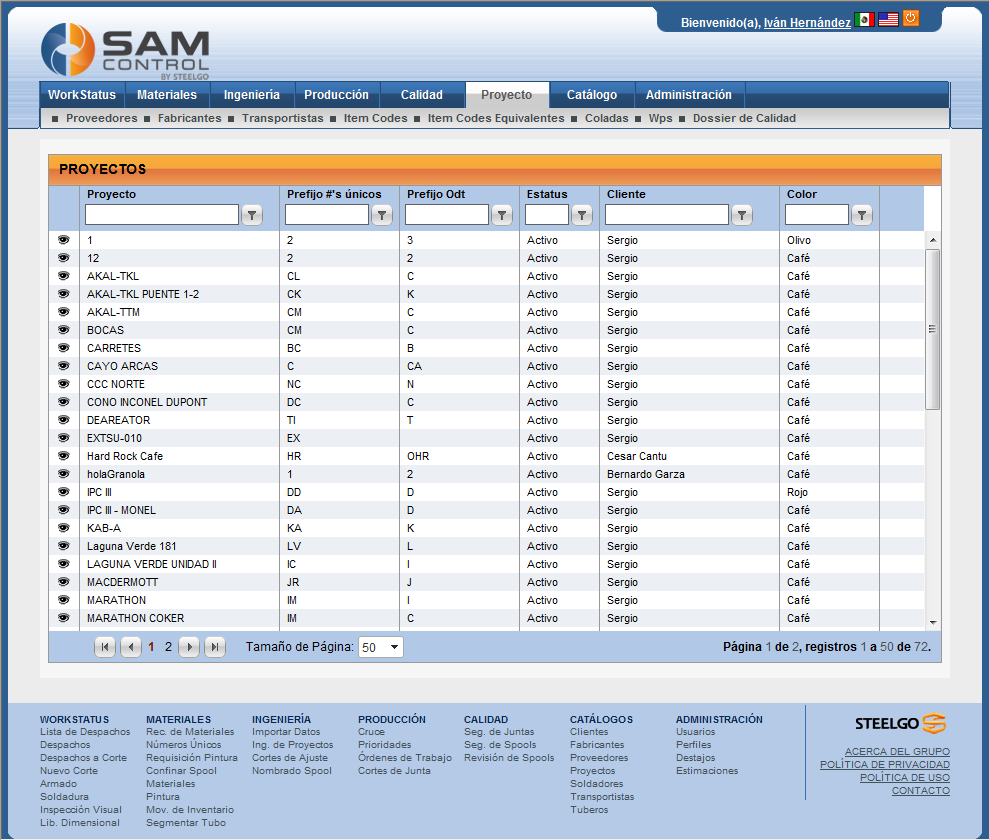 Bienvenido(a), Iván Hernández
SAM
CONTROL
BY STEELGO
WorkStatus Materiales Ingeniería Producción Calidad Proyecto Catálogo Administración
Proveedores Fabricantes Transportistas Item Codes Item Codes Equivalentes Coladas Wps Dossier de Calidad
PROYECTOS
Proyecto Prefijo #'s únicos Prefijo Odt Estatus Cliente Color
1 2 3 Activo Sergio Olivo
12 2 2 Activo Sergio Café
AKAL-TKL CL C Activo Sergio Café
AKAL-TKL PUENTE 1-2 CK K Activo Sergio Café
AKAL-TTM CM C Activo Sergio Café
BOCAS CM C Activo Sergio Café
CARRETES BC B Activo Sergio Café
CAYO ARCAS C CA Activo Sergio Café
CCC NORTE NC N Activo Sergio Café
CONO INCONEL DUPONT DC C Activo Sergio Café
DEAREATOR TI T Activo Sergio Café
EXTSU-010 EX Activo Sergio Café
Hard Rock Cafe HR OHR Activo Cesar Cantu Café
holaGranola 1 2 Activo Bernardo Garza Café
IPC III DD D Activo Sergio Rojo
IPC III - MONEL DA D Activo Sergio Café
KAB-A KA K Activo Sergio Café
Laguna Verde 181 LV L Activo Sergio Café
LAGUNA VERDE UNIDAD II IC I Activo Sergio Café
MACDERMOTT JR J Activo Sergio Café
MARATHON IM I Activo Sergio Café
MARATHON COKER IM C Activo Sergio Café
1 2 Tamaño de Página: 50 Página 1 de 2, registros 1 a 50 de 72.
WORKSTATUS MATERIALES INGENIERÍA PRODUCCIÓN CALIDAD CATÁLOGOS ADMINISTRACIÓN STEELGO
Lista de Despachos Rec. de Materiales Importar Datos Cruce Seg. de Juntas Clientes Usuarios
Despachos Números Únicos Ing. de Proyectos Prioridades Seg. de Spools Fabricantes Perfiles ACERCA DEL GRUPO
Despachos a Corte Requisición Pintura Cortes de Ajuste Órdenes de Trabajo Revisión de Spools Proveedores Destajos POLÍTICA DE PRIVACIDAD
Nuevo Corte Confinar Spool Nombrado Spool Cortes de Junta Proyectos Estimaciones POLÍTICA DE USO
Armado Materiales Soldadores CONTACTO
Soldadura Pintura Transportistas
Inspección Visual Mov. de Inventario Tuberos
Lib. Dimensional Segmentar Tubo